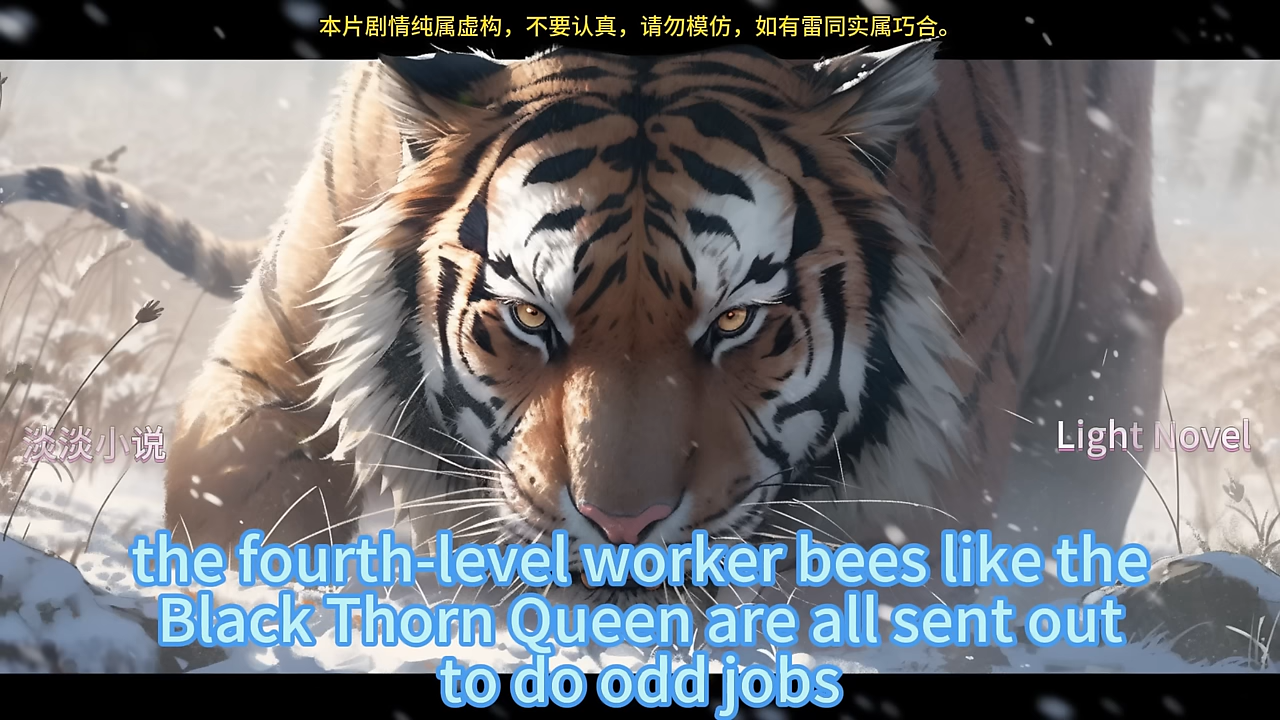 本片剧情纯属虚构，不要认真，请勿模仿，如有雷同实属巧合。
淡淡小说
Light Novel
the fourth-level worker bees like the
Black Thorn Queen are all sent out
to do odd jobs